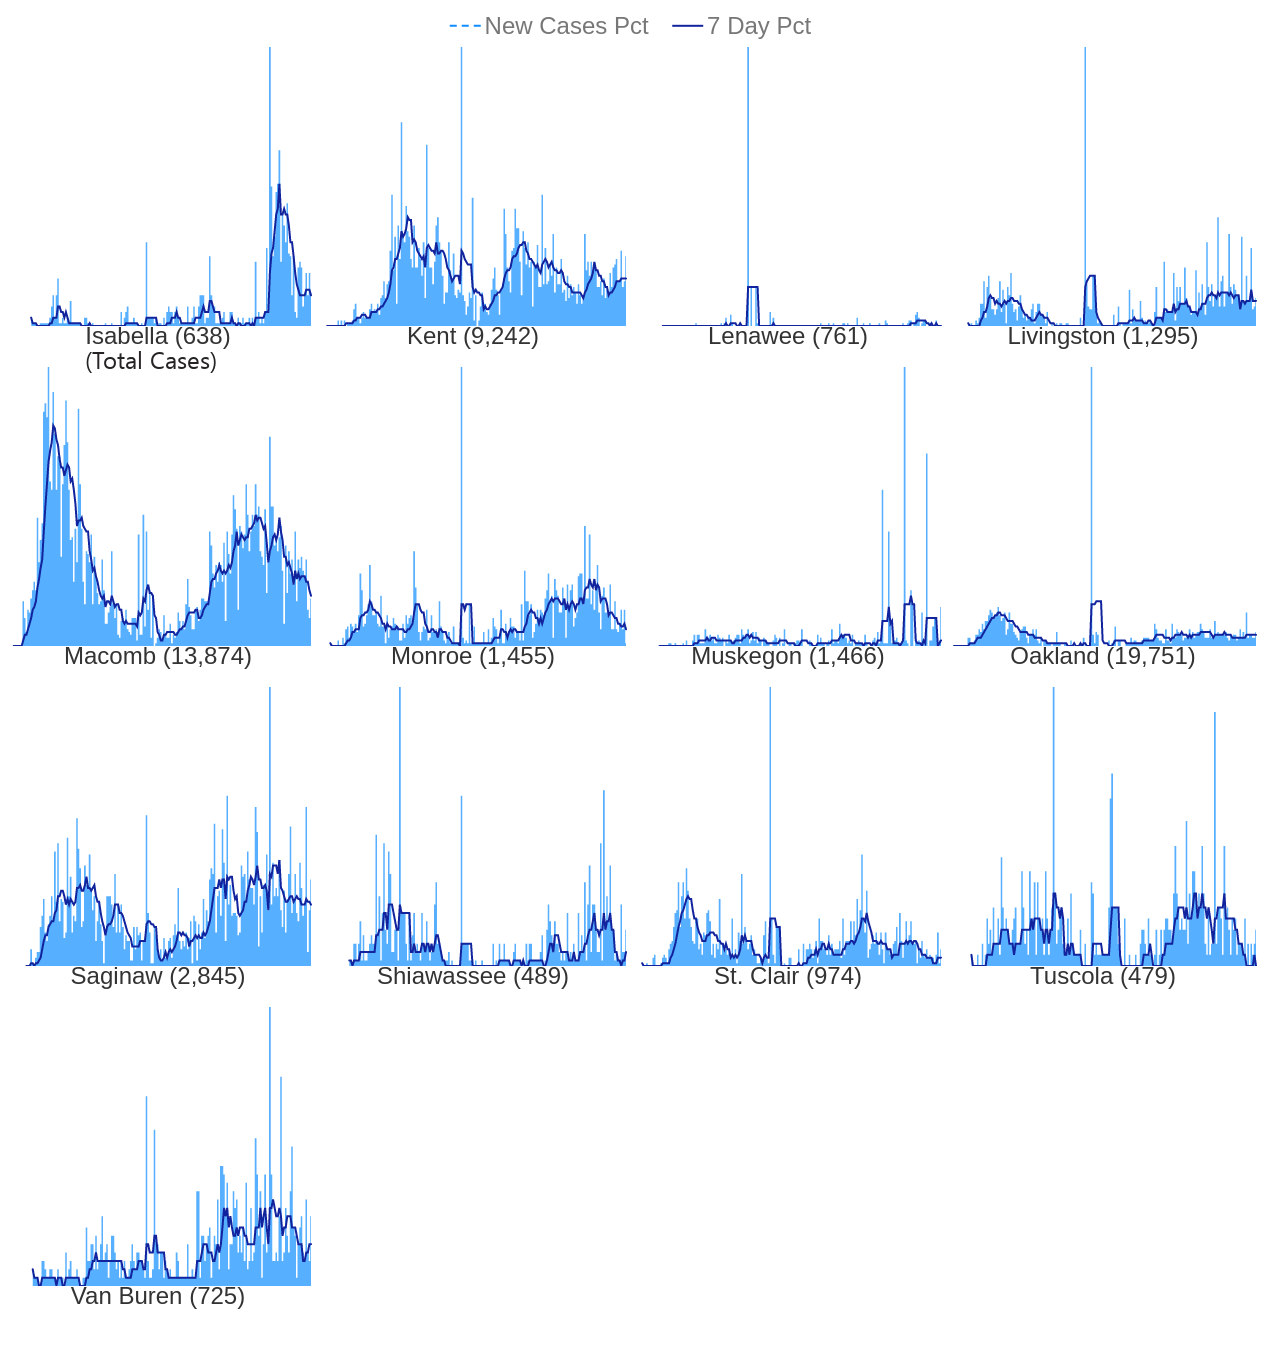 New Cases Pct 7 Day Pct
Isabella (638) Kent (9,242) Lenawee (761) Livingston (1,295)
(Total Cases)
Macomb (13,874) Monroe (1,455) Muskegon (1,466) Oakland (19,751)
Saginaw (2,845) Shiawassee (489) St. Clair (974) Tuscola (479)
Van Buren (725)